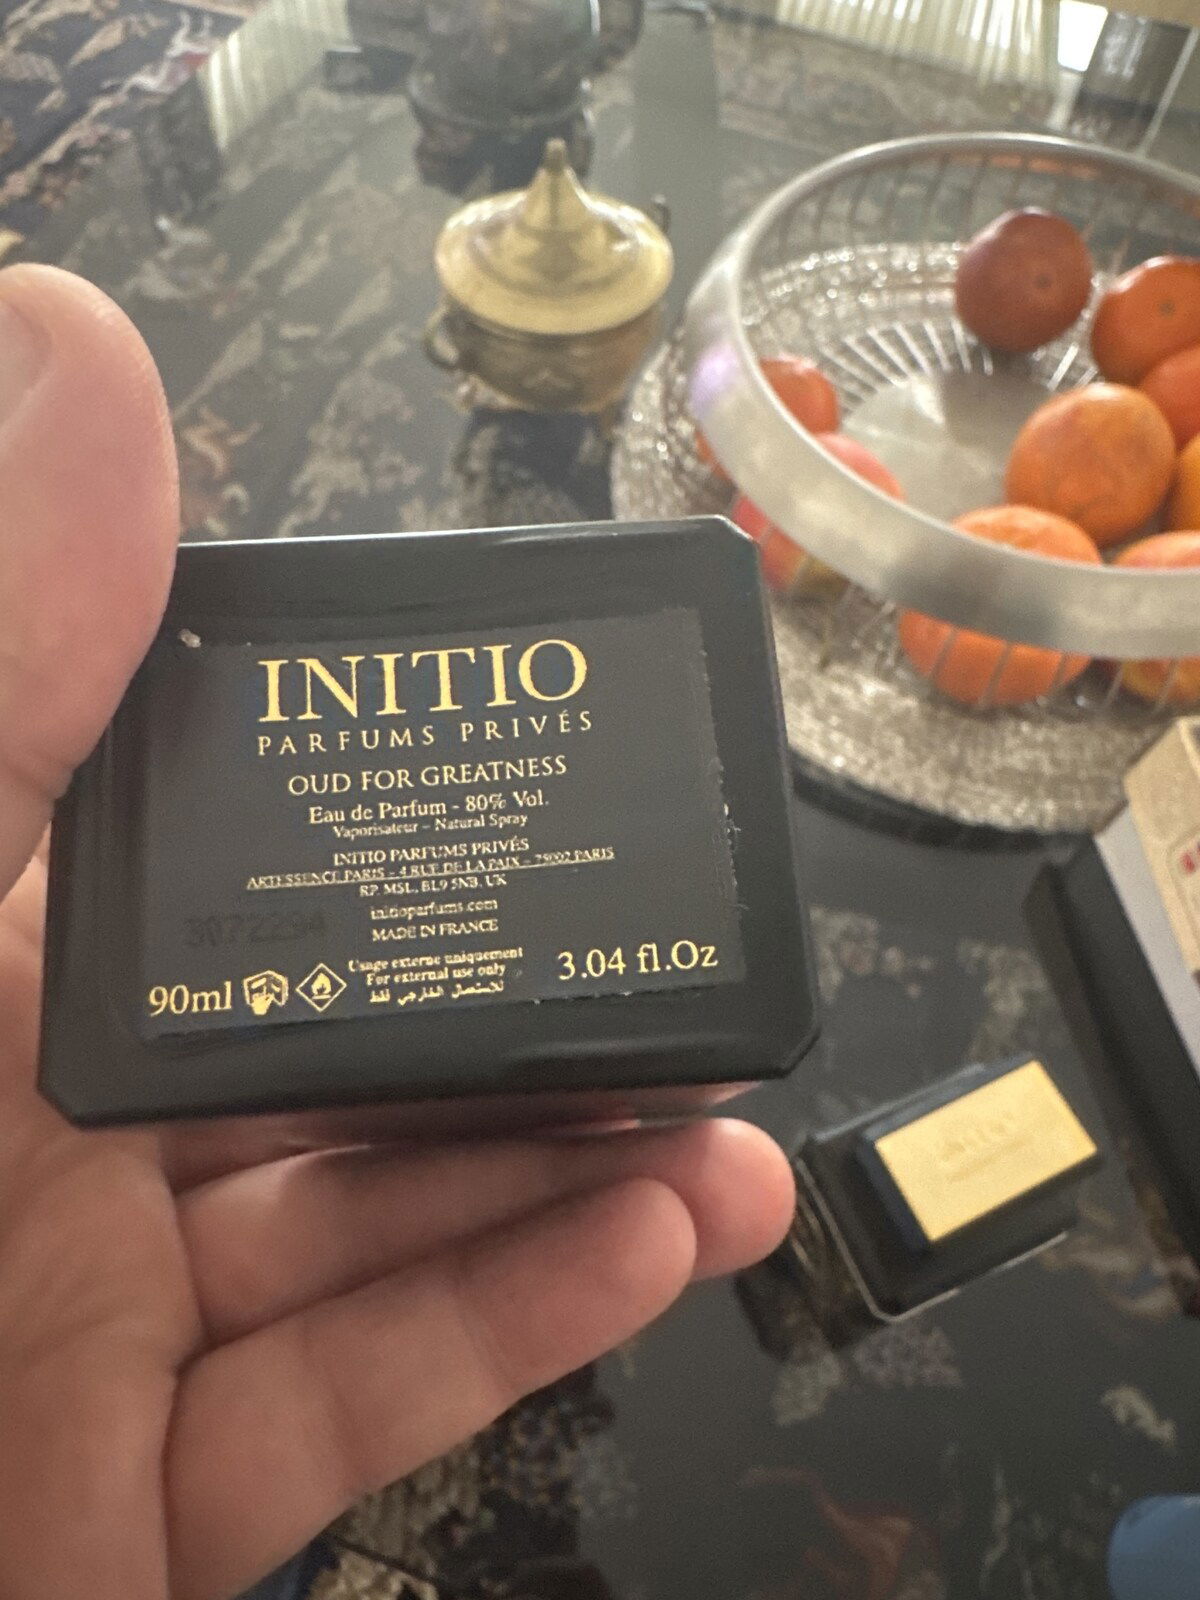 INITIO
PARFUMS PRIVÉS
OUD FOR GREATNESS
Eau de Parfum - 80% Vol.
Vaporisateur - Natural Spray
INITIO PARFUMS PRIVÉS
ARTESSENCE PARIS - 4 RUE DE LA PAIX - 75002 PARIS
RP. MSL, BL9 5NB, UK
initioparfums.com
MADE IN FRANCE
Usage externe uniquement
For external use only
للاستعمال الخارجي فقط
90ml
3.04 fl.Oz